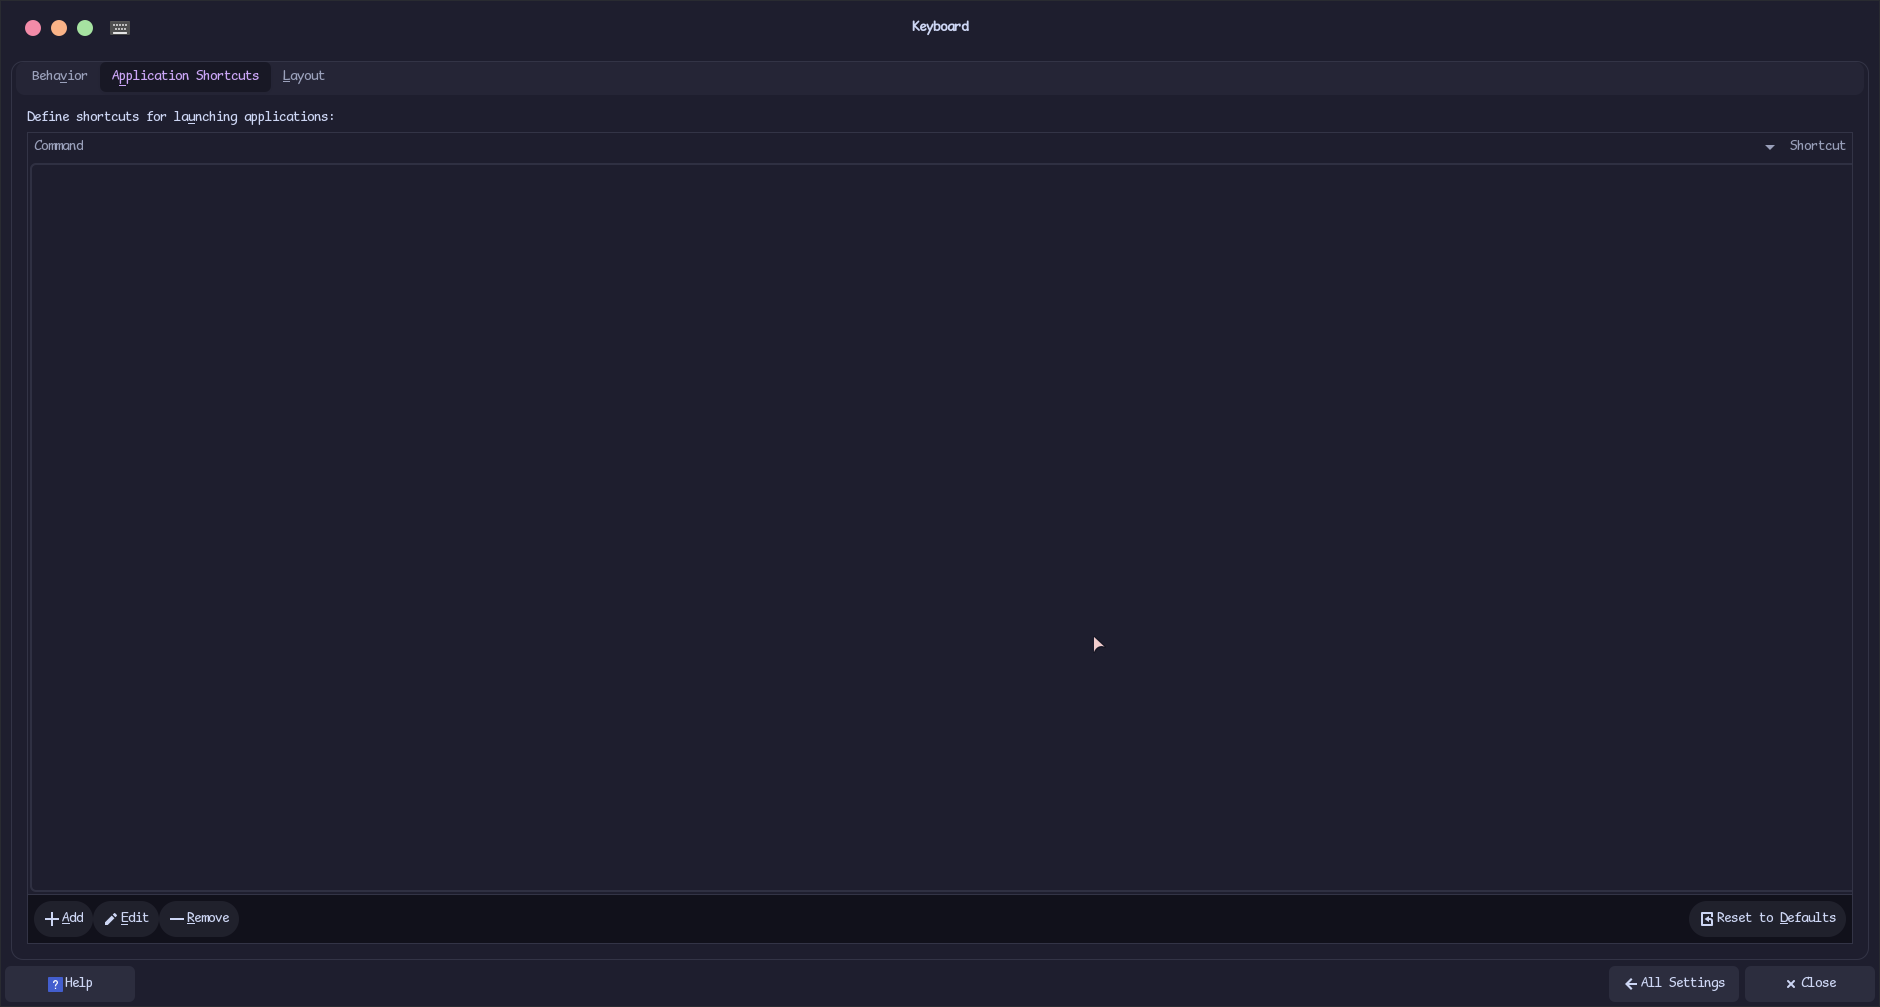 Keyboard
Behavior Application Shortcuts Layout
Define shortcuts for launching applications:
Command Shortcut
Add Edit Remove Reset to Defaults
? Help All Settings Close